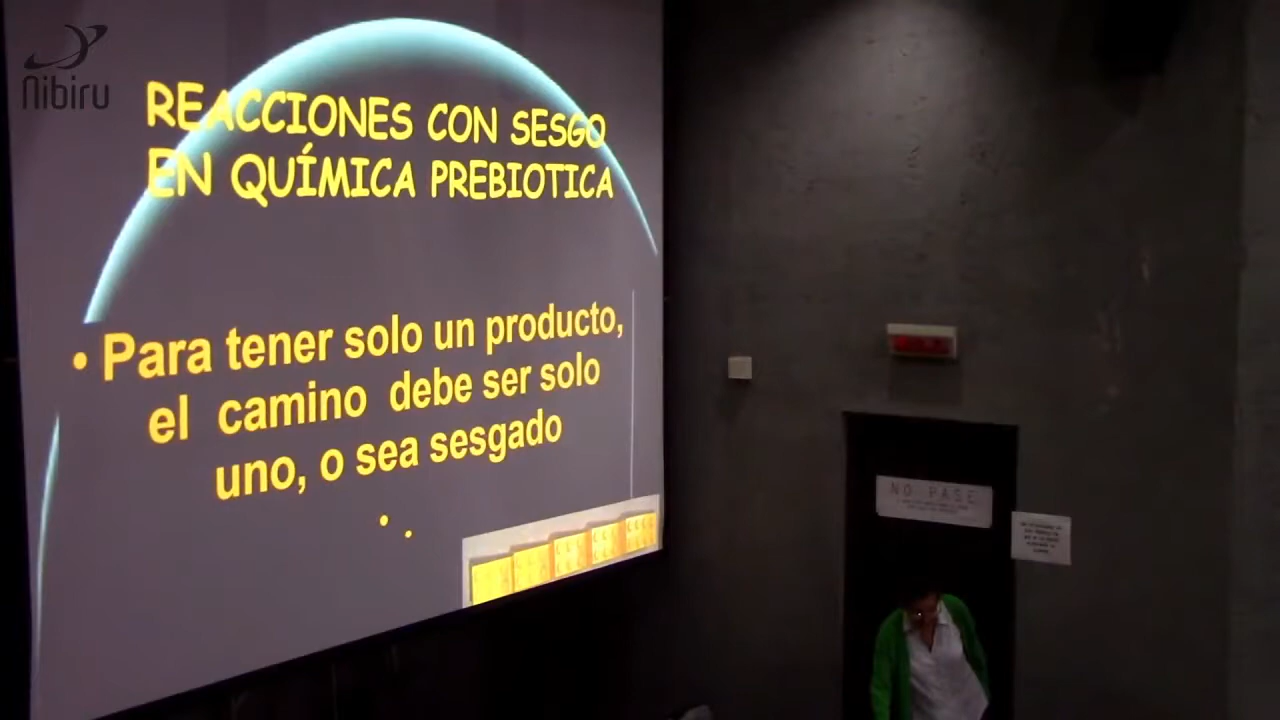 Nibiru
REACCIONES CON SESGO
EN QUÍMICA PREBIOTICA
• Para tener solo un producto,
el camino debe ser solo
uno, o sea sesgado
NO PASE